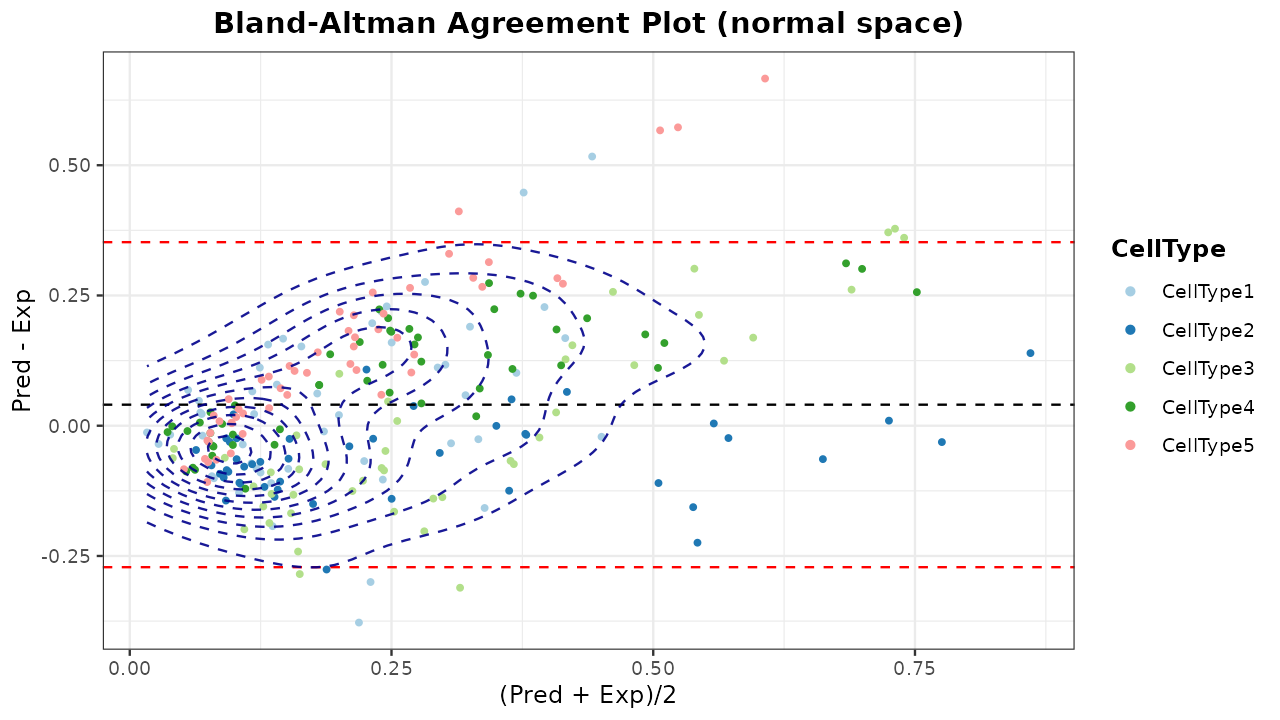 Bland-Altman Agreement Plot (normal space)
Pred - Exp
0.50
0.25
0.00
-0.25
0.00
0.25
0.50
0.75
(Pred + Exp)/2
CellType
CellType1
CellType2
CellType3
CellType4
CellType5